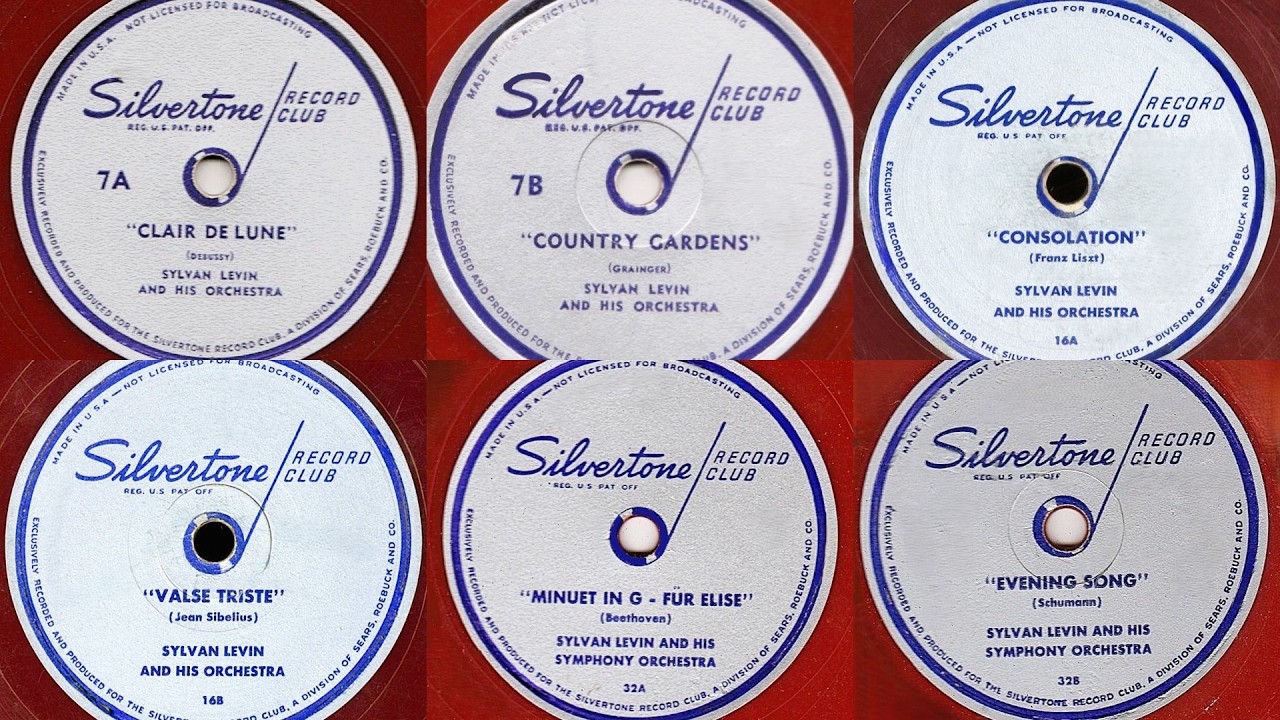 MADE IN U.S.A. NOT LICENSED FOR BROADCASTING
Silvertone RECORD CLUB
REG. U.S. PAT. OFF.
7A
"CLAIR DE LUNE"
(DEBUSSY)
SYLVAN LEVIN
AND HIS ORCHESTRA
EXCLUSIVELY RECORDED AND PRODUCED FOR THE SILVERTONE RECORD CLUB, A DIVISION OF SEARS, ROEBUCK AND CO.
MADE IN
Silvertone RECORD CLUB
REG. U.S. PAT. OFF.
7B
"COUNTRY GARDENS"
(GRAINGER)
SYLVAN LEVIN
AND HIS ORCHESTRA
EXCLUSIVELY RECORDED AND PRODUCED FOR THE SILVERTONE RECORD CLUB, A DIVISION OF SEARS, ROEBUCK AND CO.
MADE IN U.S.A — NOT LICENSED FOR BROADCASTING
Silvertone RECORD CLUB
REG. U.S PAT OFF
"CONSOLATION"
(Franz Liszt)
SYLVAN LEVIN
AND HIS ORCHESTRA
16A
EXCLUSIVELY RECORDED AND PRODUCED FOR THE SILVERTONE RECORD CLUB, A DIVISION OF SEARS, ROEBUCK AND CO.
MADE IN U.S.A — NOT LICENSED FOR BROADCASTING
Silvertone RECORD CLUB
REG. U.S PAT OFF
"VALSE TRISTE"
(Jean Sibelius)
SYLVAN LEVIN
AND HIS ORCHESTRA
16B
EXCLUSIVELY RECORDED AND PRODUCED FOR THE SILVERTONE RECORD CLUB, A DIVISION OF SEARS, ROEBUCK AND CO.
MADE IN U.S.A. — NOT LICENSED FOR BROADCASTING
Silvertone RECORD CLUB
REG. U.S PAT OFF
"MINUET IN G - FÜR ELISE"
(Beethoven)
SYLVAN LEVIN AND HIS
SYMPHONY ORCHESTRA
32A
EXCLUSIVELY RECORDED AND PRODUCED FOR THE SILVERTONE RECORD CLUB, A DIVISION OF SEARS, ROEBUCK AND CO.
MADE IN U.S.A. — NOT LICENSED FOR BROADCASTING
Silvertone RECORD CLUB
REG. U.S PAT OFF
"EVENING SONG"
(Schumann)
SYLVAN LEVIN AND HIS
SYMPHONY ORCHESTRA
32B
EXCLUSIVELY RECORDED AND PRODUCED FOR THE SILVERTONE RECORD CLUB, A DIVISION OF SEARS, ROEBUCK AND CO.